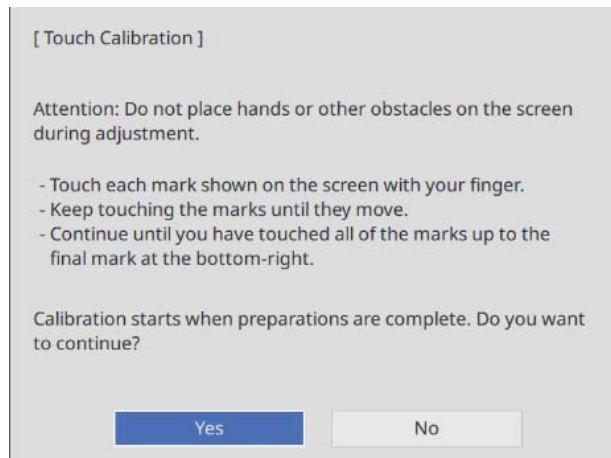 [ Touch Calibration ]
Attention: Do not place hands or other obstacles on the screen
during adjustment.
- Touch each mark shown on the screen with your finger.
- Keep touching the marks until they move.
- Continue until you have touched all of the marks up to the
final mark at the bottom-right.
Calibration starts when preparations are complete. Do you want
to continue?
Yes No